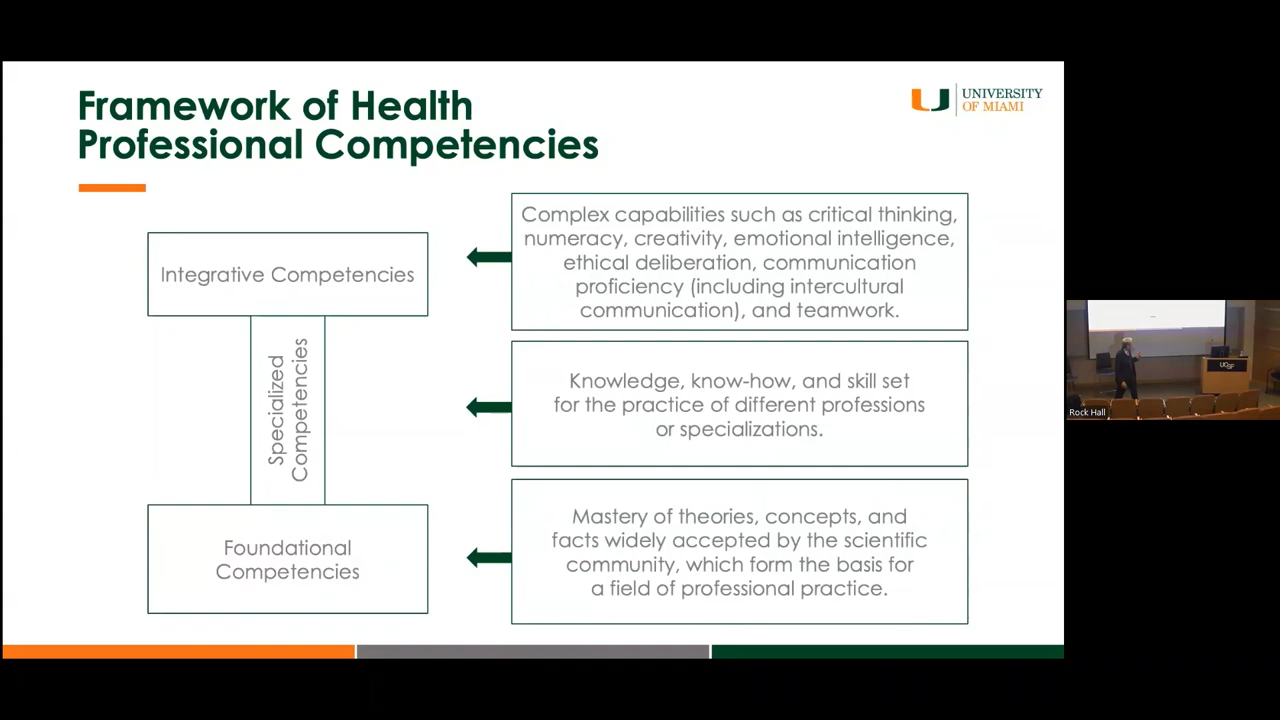 Framework of Health
Professional Competencies
UNIVERSITY
OF MIAMI
Integrative Competencies
Specialized
Competencies
Foundational
Competencies
Complex capabilities such as critical thinking,
numeracy, creativity, emotional intelligence,
ethical deliberation, communication
proficiency (including intercultural
communication), and teamwork.
Knowledge, know-how, and skill set
for the practice of different professions
or specializations.
Mastery of theories, concepts, and
facts widely accepted by the scientific
community, which form the basis for
a field of professional practice.
UCSF
Rock Hall